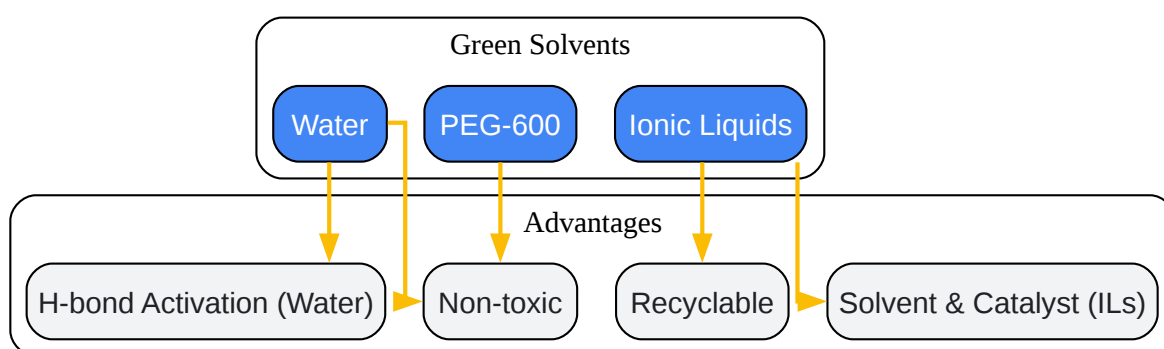 Green Solvents
Water
PEG-600
Ionic Liquids
Advantages
H-bond Activation (Water)
Non-toxic
Recyclable
Solvent & Catalyst (ILs)